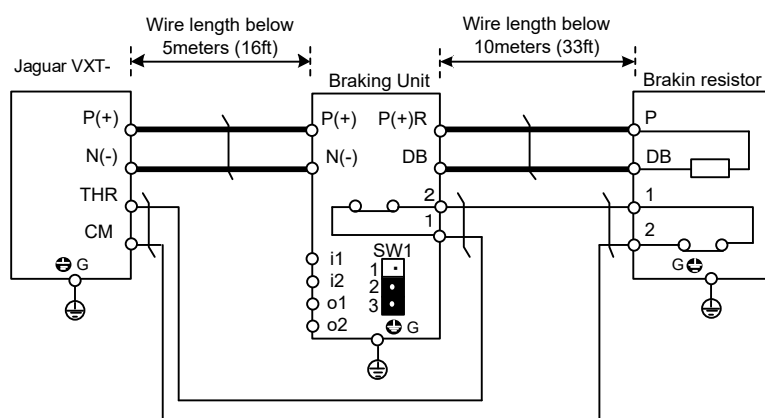 Wire length below
5meters (16ft)
Wire length below
10meters (33ft)
Jaguar VXT-
Braking Unit
Brakin resistor
P(+)
N(-)
THR
CM
G
P(+)
N(-)
P(+)R
DB
2
1
i1
i2
o1
o2
SW1
1
2
3
G
P
DB
1
2
G